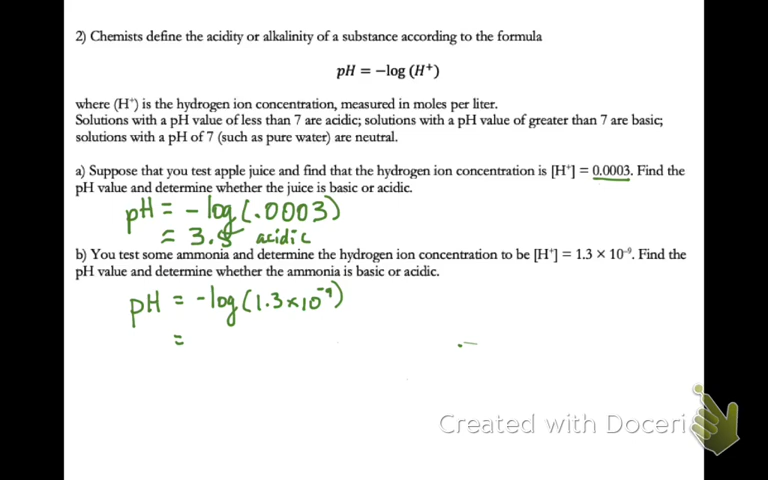 2) Chemists define the acidity or alkalinity of a substance according to the formula
pH = −log (H⁺)
where (H⁺) is the hydrogen ion concentration, measured in moles per liter.
Solutions with a pH value of less than 7 are acidic; solutions with a pH value of greater than 7 are basic;
solutions with a pH of 7 (such as pure water) are neutral.
a) Suppose that you test apple juice and find that the hydrogen ion concentration is [H⁺] = 0.0003. Find the
pH value and determine whether the juice is basic or acidic.
pH = -log(.0003)
= 3.5 acidic
b) You test some ammonia and determine the hydrogen ion concentration to be [H⁺] = 1.3 × 10⁻⁹. Find the
pH value and determine whether the ammonia is basic or acidic.
pH = -log(1.3×10⁻⁹)
=
Created with Doceri